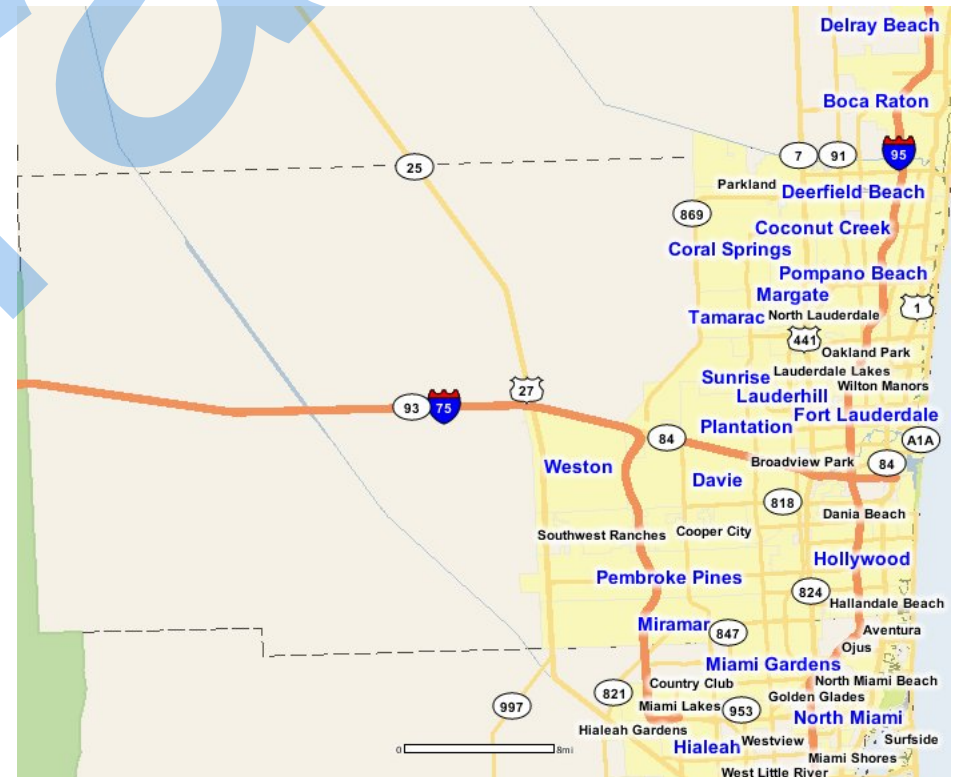 Delray Beach
Boca Raton
7
91
95
25
Parkland
Deerfield Beach
869
Coconut Creek
Coral Springs
Pompano Beach
Margate
1
Tamarac
North Lauderdale
441
Oakland Park
Lauderdale Lakes
Sunrise
Wilton Manors
27
Lauderhill
93
75
Fort Lauderdale
Plantation
84
A1A
Broadview Park
84
Weston
Davie
818
Dania Beach
Southwest Ranches
Cooper City
Hollywood
Pembroke Pines
824
Hallandale Beach
Miramar
847
Aventura
Ojus
Miami Gardens
Country Club
North Miami Beach
821
Golden Glades
997
Miami Lakes
953
North Miami
Hialeah Gardens
Surfside
Westview
Hialeah
0
8mi
Miami Shores
West Little River